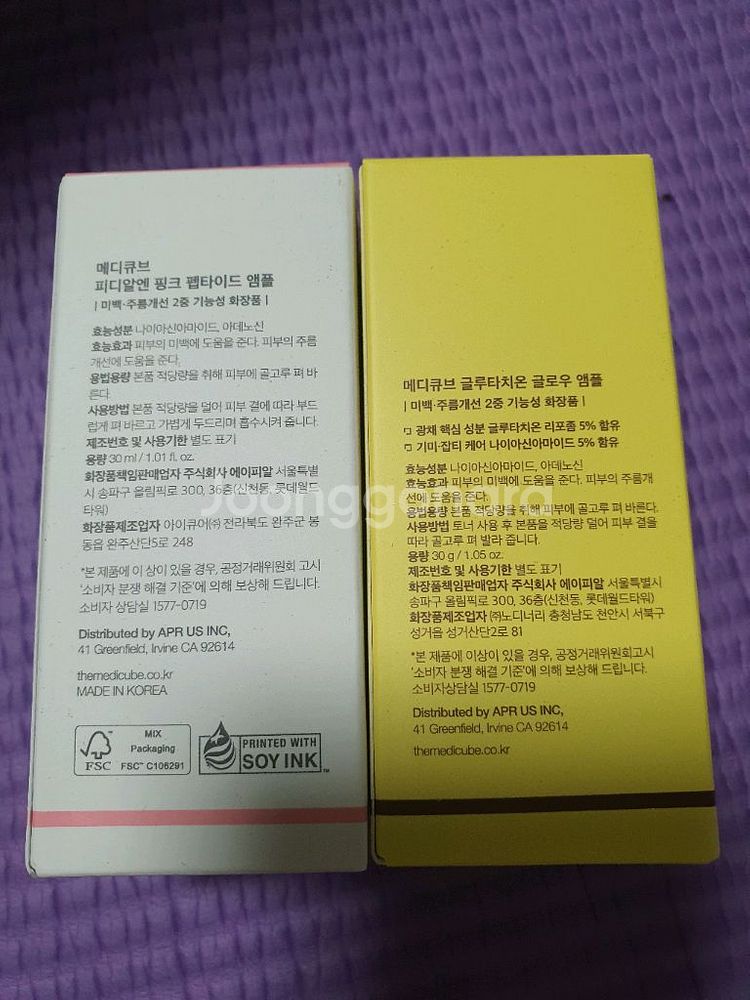 메디큐브
피디알엔 핑크 펩타이드 앰플
| 미백·주름개선 2중 기능성 화장품 |
효능성분 나이아신아마이드, 아데노신
효능효과 피부의 미백에 도움을 준다. 피부의 주름
개선에 도움을 준다.
용법용량 본품 적당량을 취해 피부에 골고루 펴 바
른다.
사용방법 본품 적당량을 덜어 피부 결에 따라 부드
럽게 펴 바르고 가볍게 두드리며 흡수시켜 줍니다.
제조번호 및 사용기한 별도 표기
용량 30 ml / 1.01 fl. oz.
화장품책임판매업자 주식회사 에이피알 서울특별
시 송파구 올림픽로 300, 36층(신천동, 롯데월드
타워)
화장품제조업자 아이큐어㈜ 전라북도 완주군 봉
동읍 완주산단5로 248
*본 제품에 이상이 있을 경우, 공정거래위원회 고시
'소비자 분쟁 해결 기준'에 의해 보상해 드립니다.
소비자 상담실 1577-0719
Distributed by APR US INC,
41 Greenfield, Irvine CA 92614
themedicube.co.kr
MADE IN KOREA
FSC
MIX
Packaging
FSC™ C106291
PRINTED WITH
SOY INK™
메디큐브 글루타치온 글로우 앰플
| 미백·주름개선 2중 기능성 화장품 |
광채 핵심 성분 글루타치온 리포좀 5% 함유
기미·잡티 케어 나이아신아마이드 5% 함유
효능성분 나이아신아마이드, 아데노신
효능효과 피부의 미백에 도움을 준다. 피부의 주름개
선에 도움을 준다.
용법용량 본품 적당량을 취해 피부에 골고루 펴 바른다.
사용방법 토너 사용 후 본품을 적당량 덜어 피부 결을
따라 골고루 펴 발라 줍니다.
용량 30 g / 1.05 oz.
제조번호 및 사용기한 별도 표기
화장품책임판매업자 주식회사 에이피알 서울특별시
송파구 올림픽로 300, 36층(신천동, 롯데월드타워)
화장품제조업자 ㈜노디너리 충청남도 천안시 서북구
성거읍 성거산단2로 81
*본 제품에 이상이 있을 경우, 공정거래위원회고시
'소비자 분쟁 해결 기준'에 의해 보상해 드립니다.
소비자상담실 1577-0719
Distributed by APR US INC,
41 Greenfield, Irvine CA 92614
themedicube.co.kr
Joonggonara